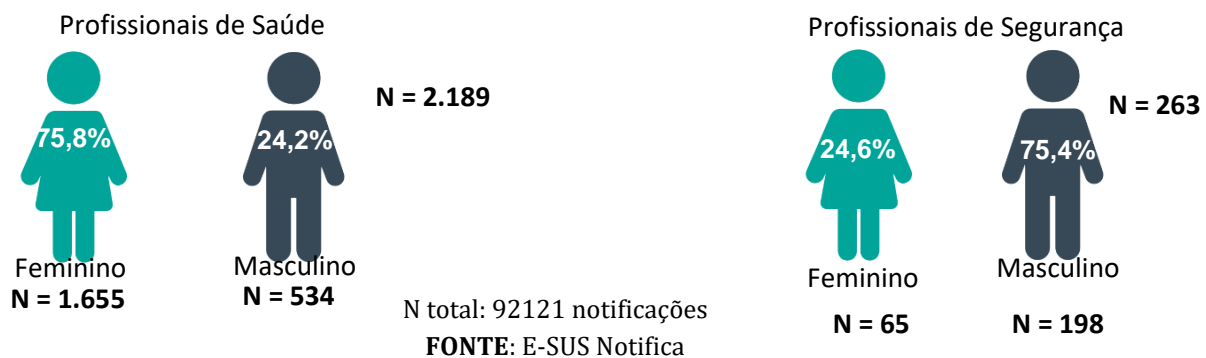 Profissionais de Saúde
75,8%
24,2%
N = 2.189
Feminino
N = 1.655
Masculino
N = 534
N total: 92121 notificações
FONTE: E-SUS Notifica
Profissionais de Segurança
24,6%
75,4%
N = 263
Feminino
N = 65
Masculino
N = 198